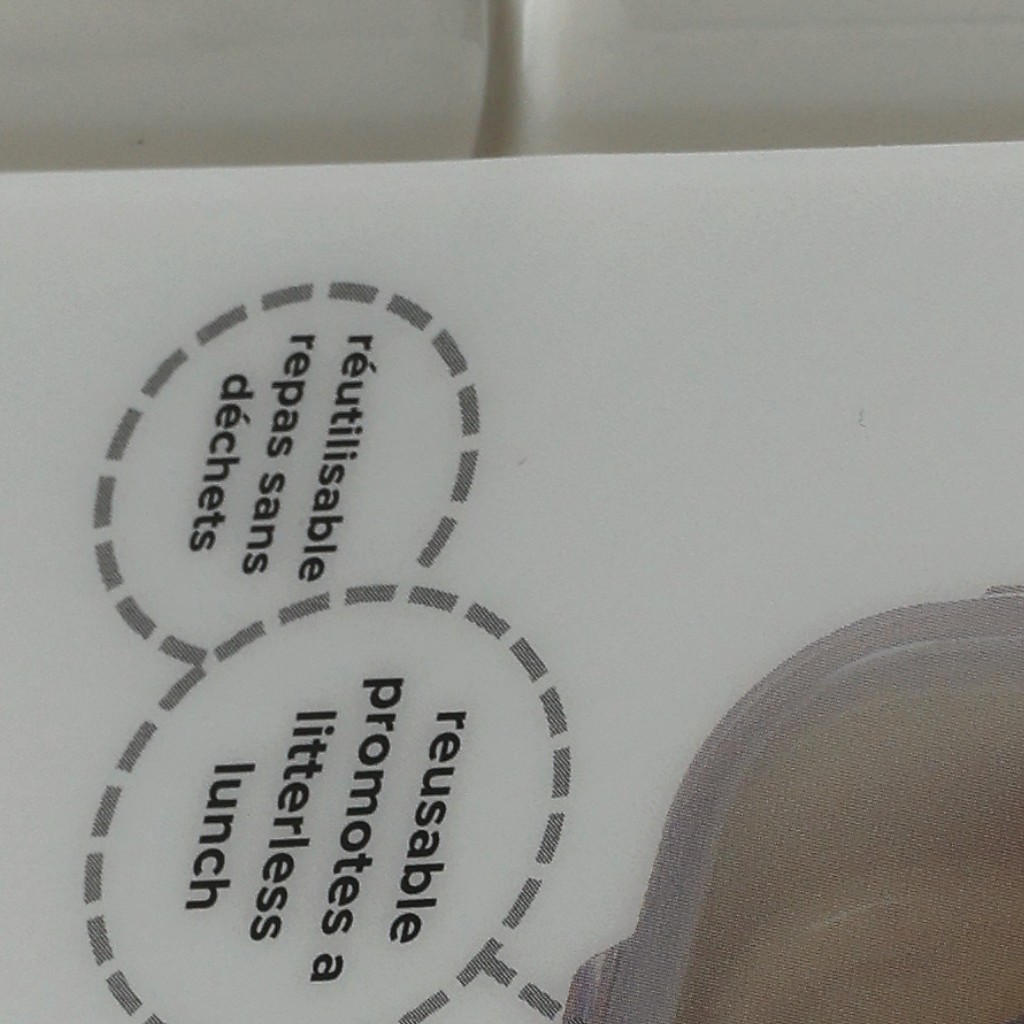 réutilisable
repas sans
déchets
reusable
promotes a
litterless
lunch